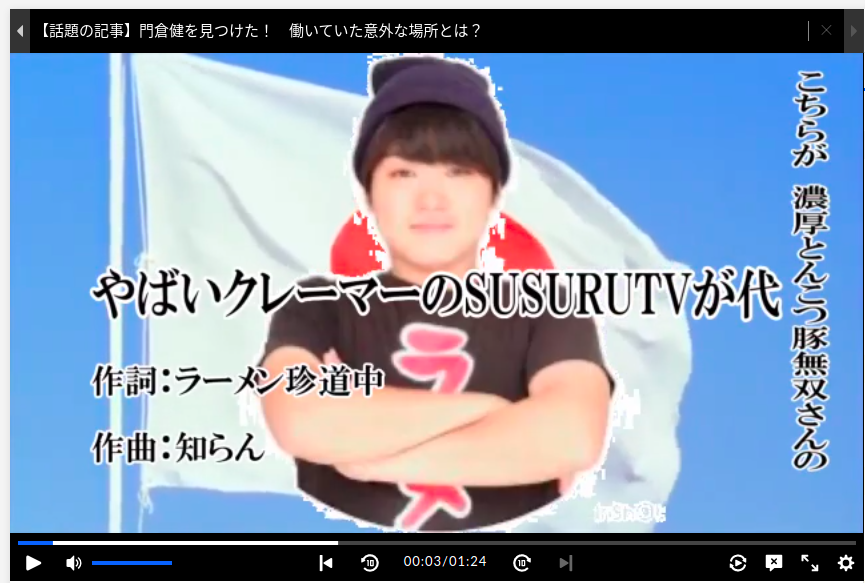 【話題の記事】門倉健を見つけた！　働いていた意外な場所とは？
こちらが　濃厚とんこつ豚無双さんの
やばいクレーマーのSUSURUTVが代
作詞：ラーメン珍道中
作曲：知らん
00:03/01:24
10
10